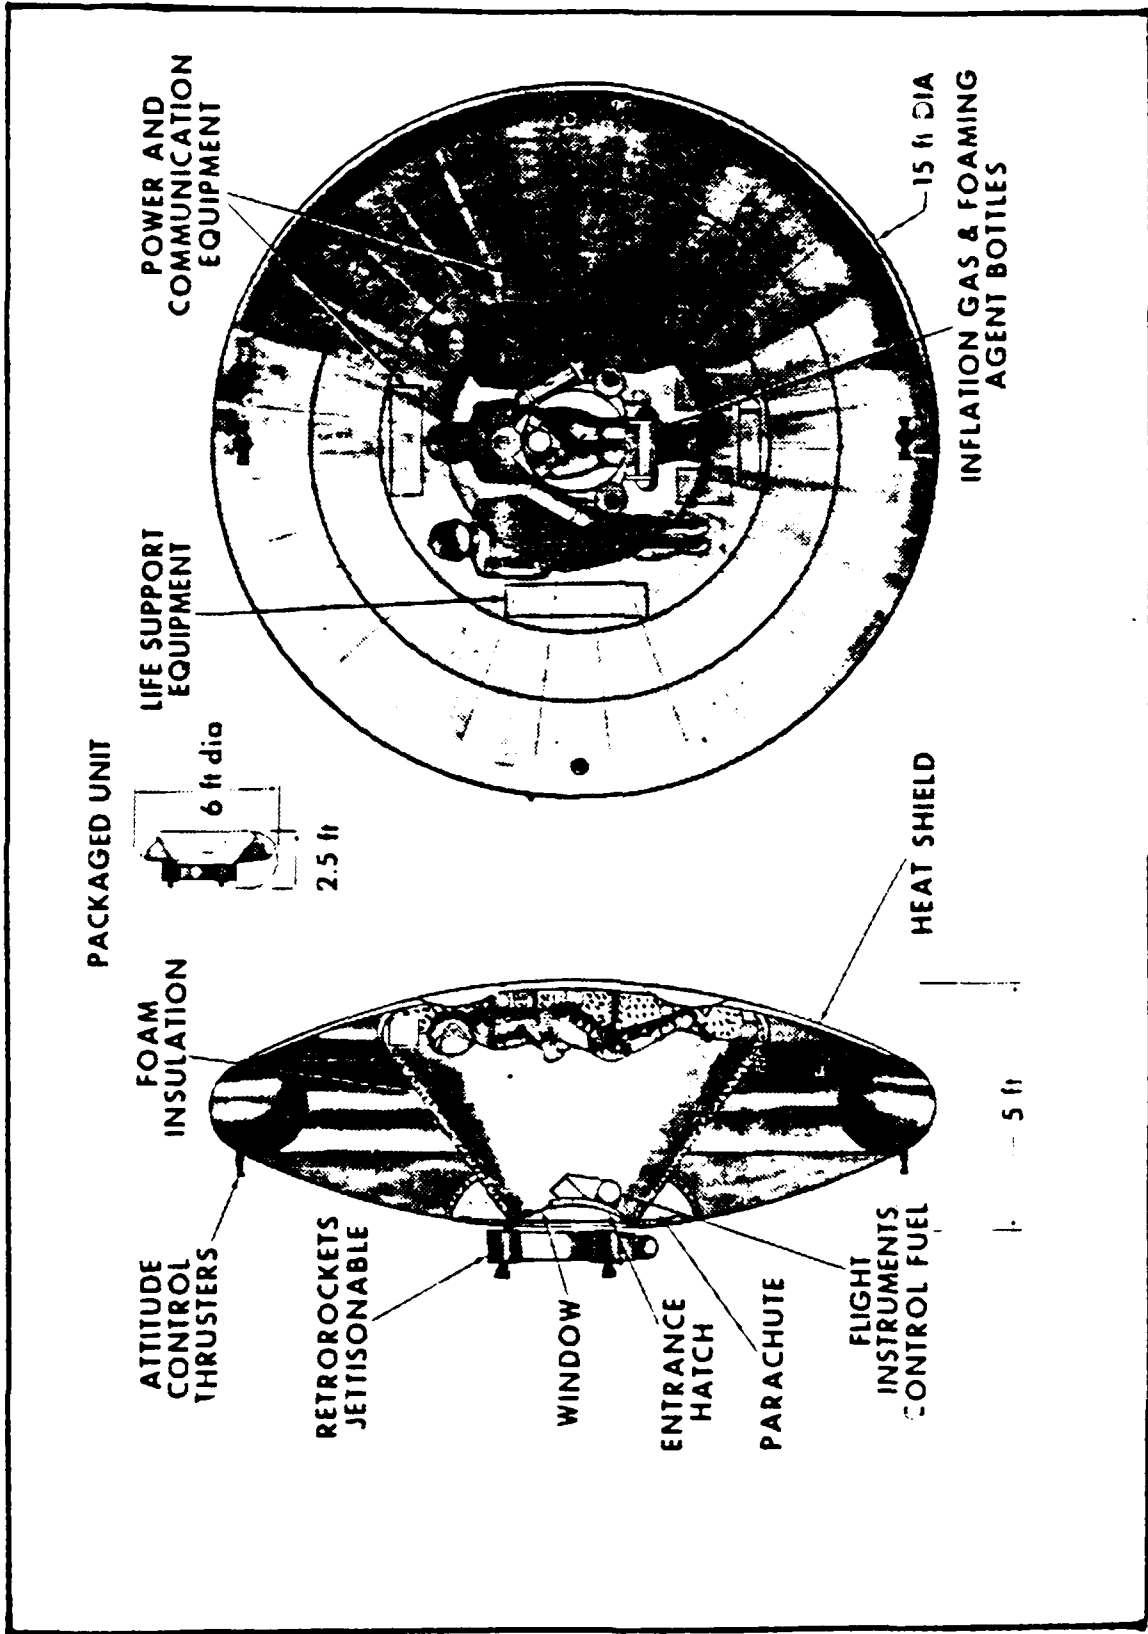 ATTITUDE
CONTROL
THRUSTERS
FOAM
INSULATION
PACKAGED UNIT
6 ft dia
2.5 ft
LIFE SUPPORT
EQUIPMENT
POWER AND
COMMUNICATION
EQUIPMENT
RETROROCKETS
JETTISONABLE
WINDOW
ENTRANCE
HATCH
PARACHUTE
FLIGHT
INSTRUMENTS
CONTROL FUEL
5 ft
HEAT SHIELD
15 ft DIA
INFLATION GAS & FOAMING
AGENT BOTTLES